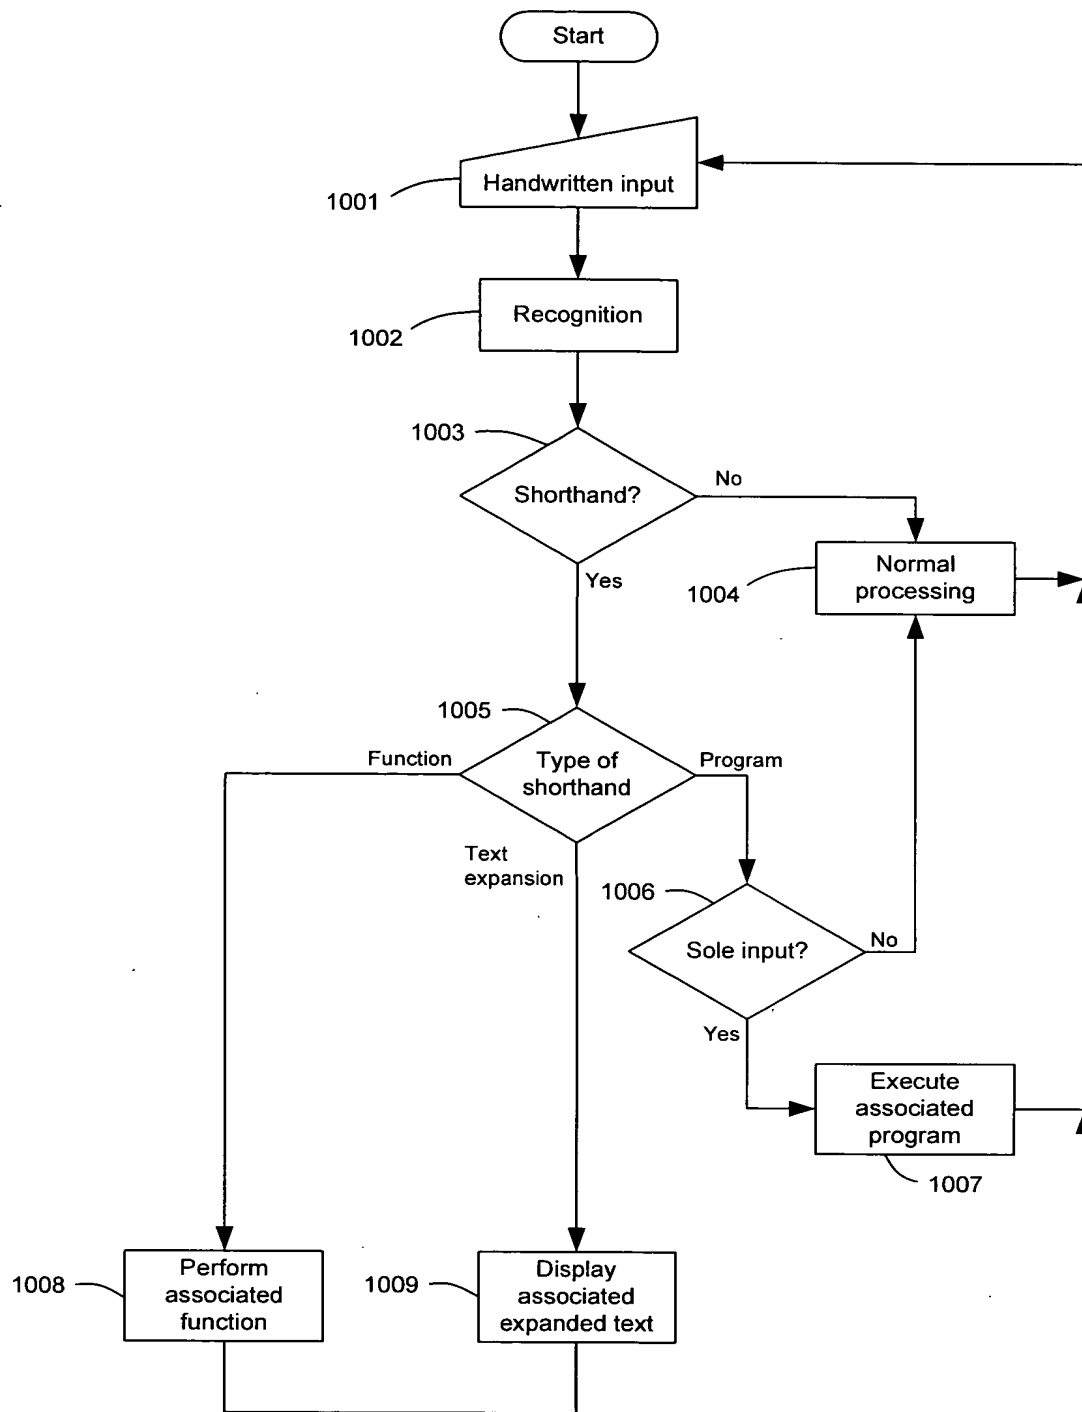 Start
Handwritten input
1001
Recognition
1002
1003
Shorthand?
No
Yes
Normal
processing
1004
1005
Type of
shorthand
Function
Program
Text
expansion
1006
Sole input?
No
Yes
Execute
associated
program
1007
1008
Perform
associated
function
1009
Display
associated
expanded text